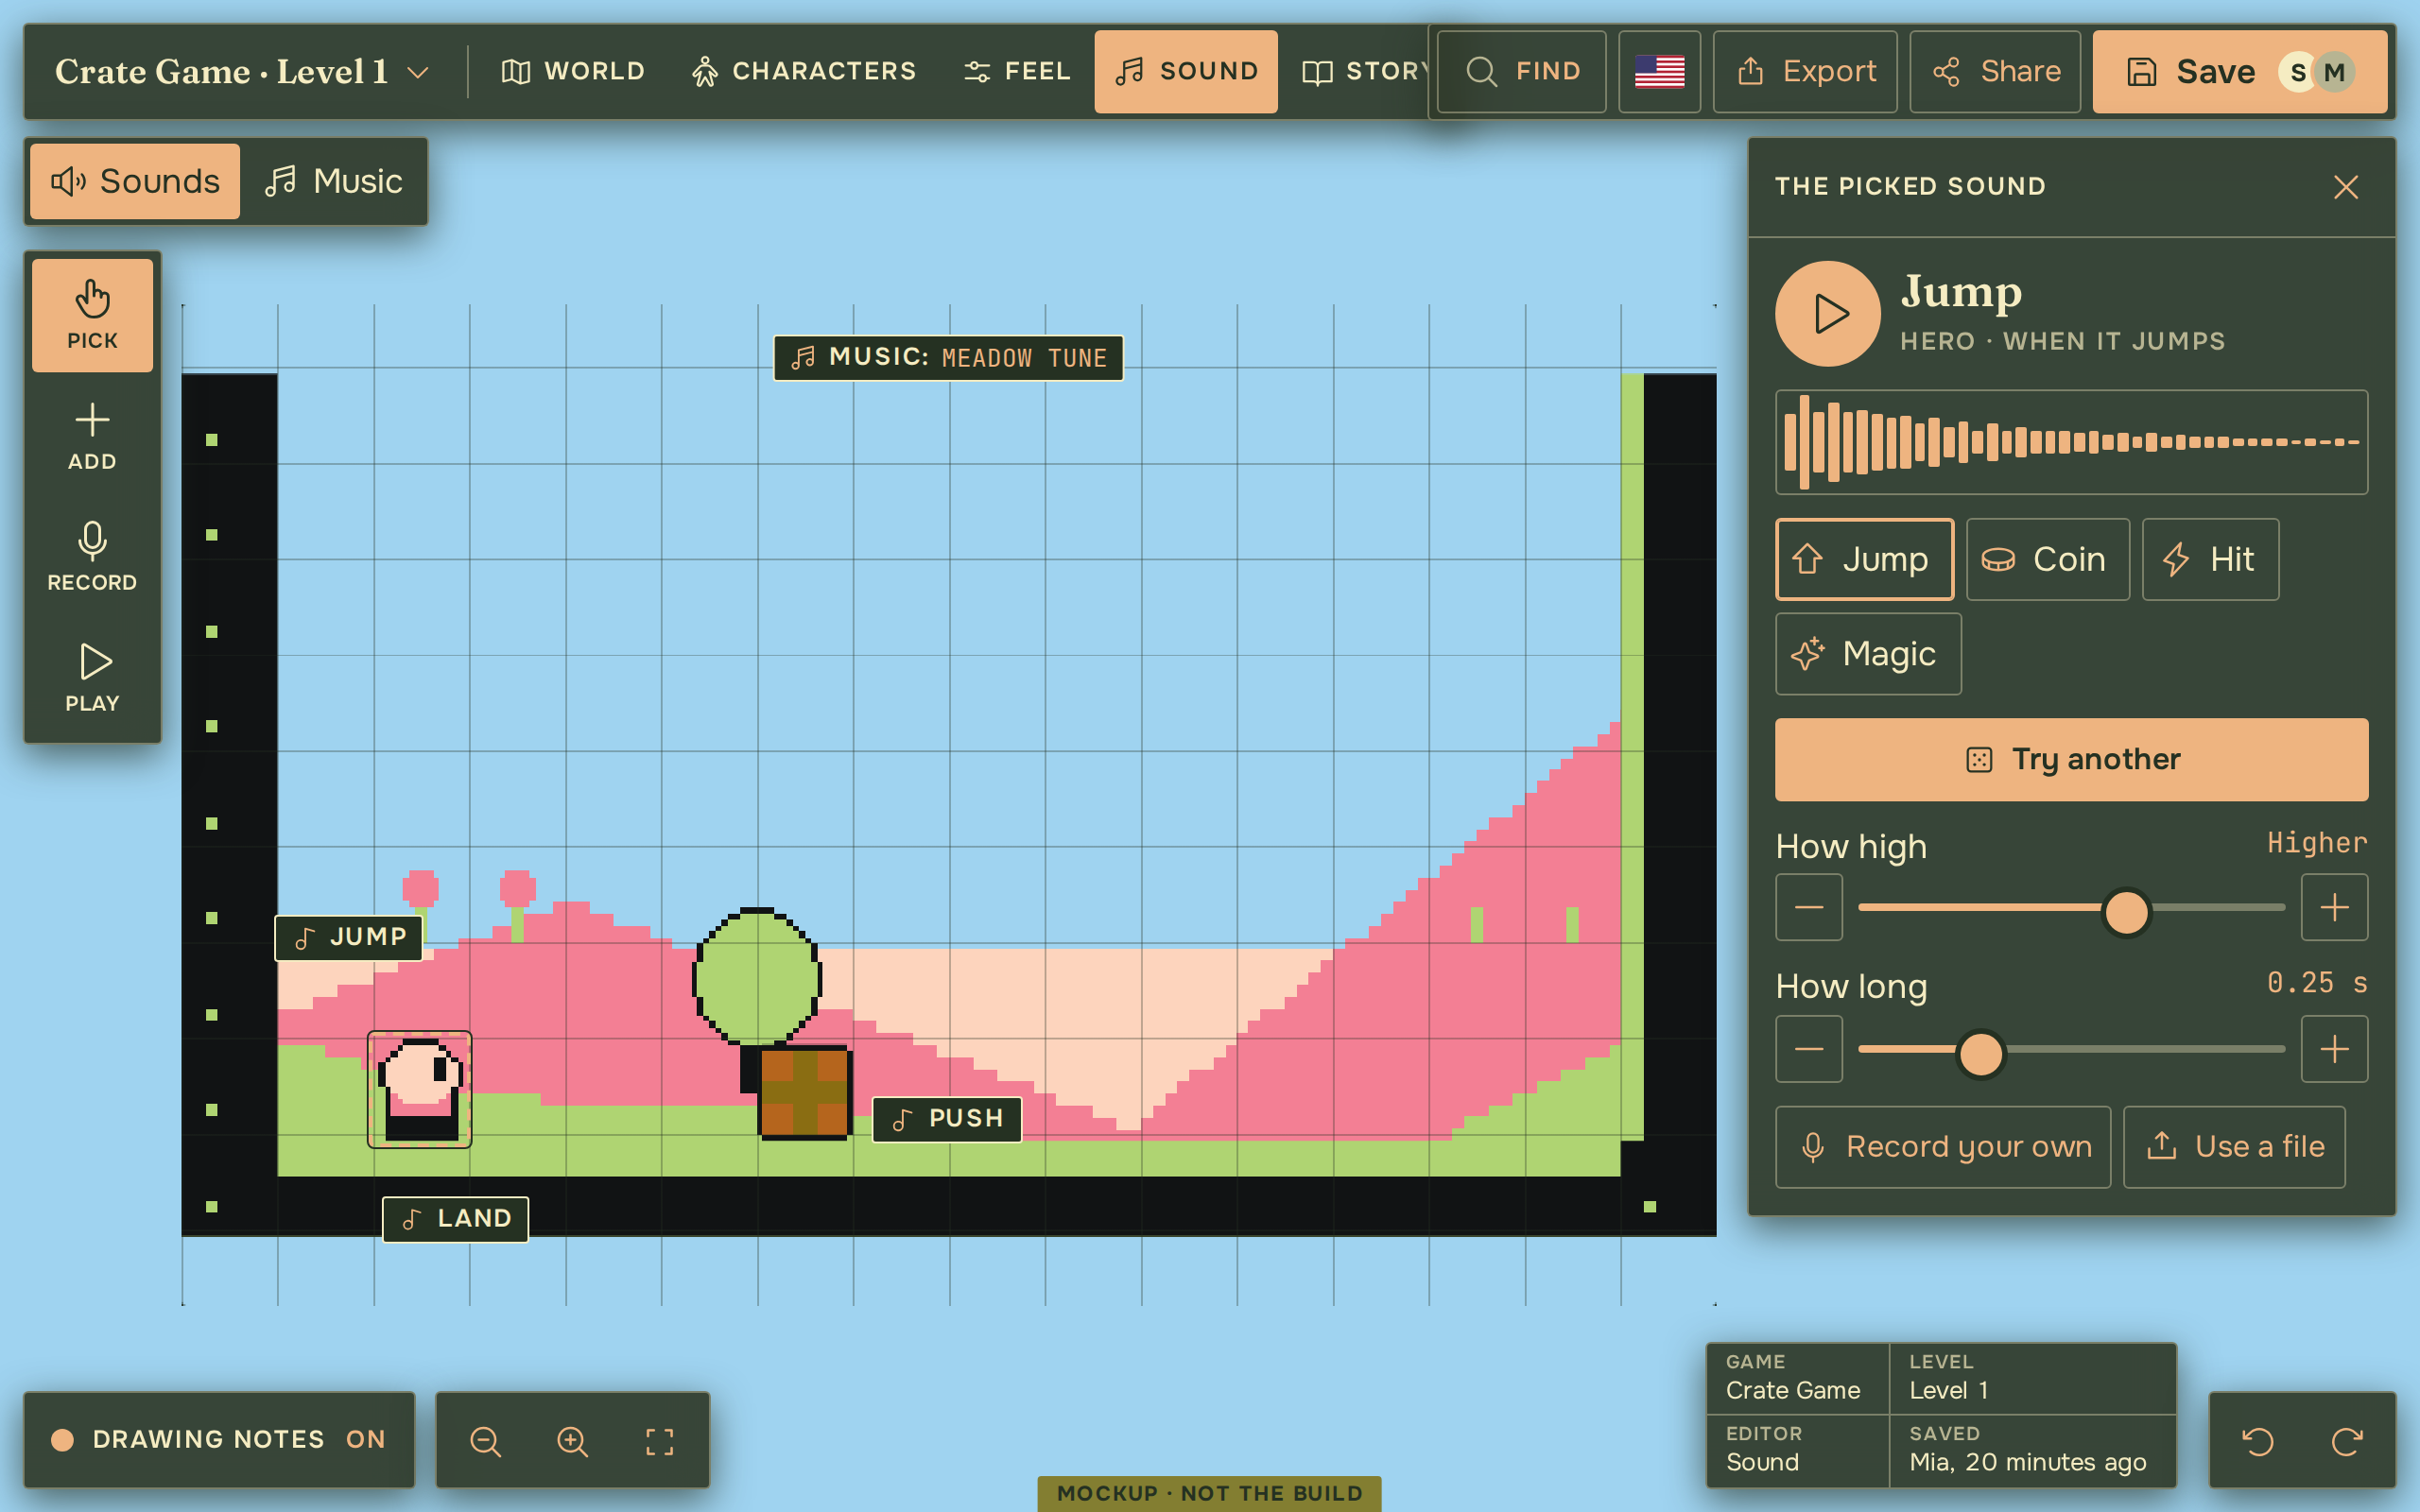 Crate Game · Level 1
WORLD
CHARACTERS
FEEL
SOUND
STORY
FIND
Export
Share
Save
S
M
Sounds
Music
PICK
ADD
RECORD
PLAY
MUSIC: MEADOW TUNE
JUMP
PUSH
LAND
THE PICKED SOUND
Jump
HERO · WHEN IT JUMPS
Jump
Coin
Hit
Magic
Try another
How high
Higher
How long
0.25 s
Record your own
Use a file
DRAWING NOTES ON
GAME
Crate Game
LEVEL
Level 1
EDITOR
Sound
SAVED
Mia, 20 minutes ago
MOCKUP · NOT THE BUILD